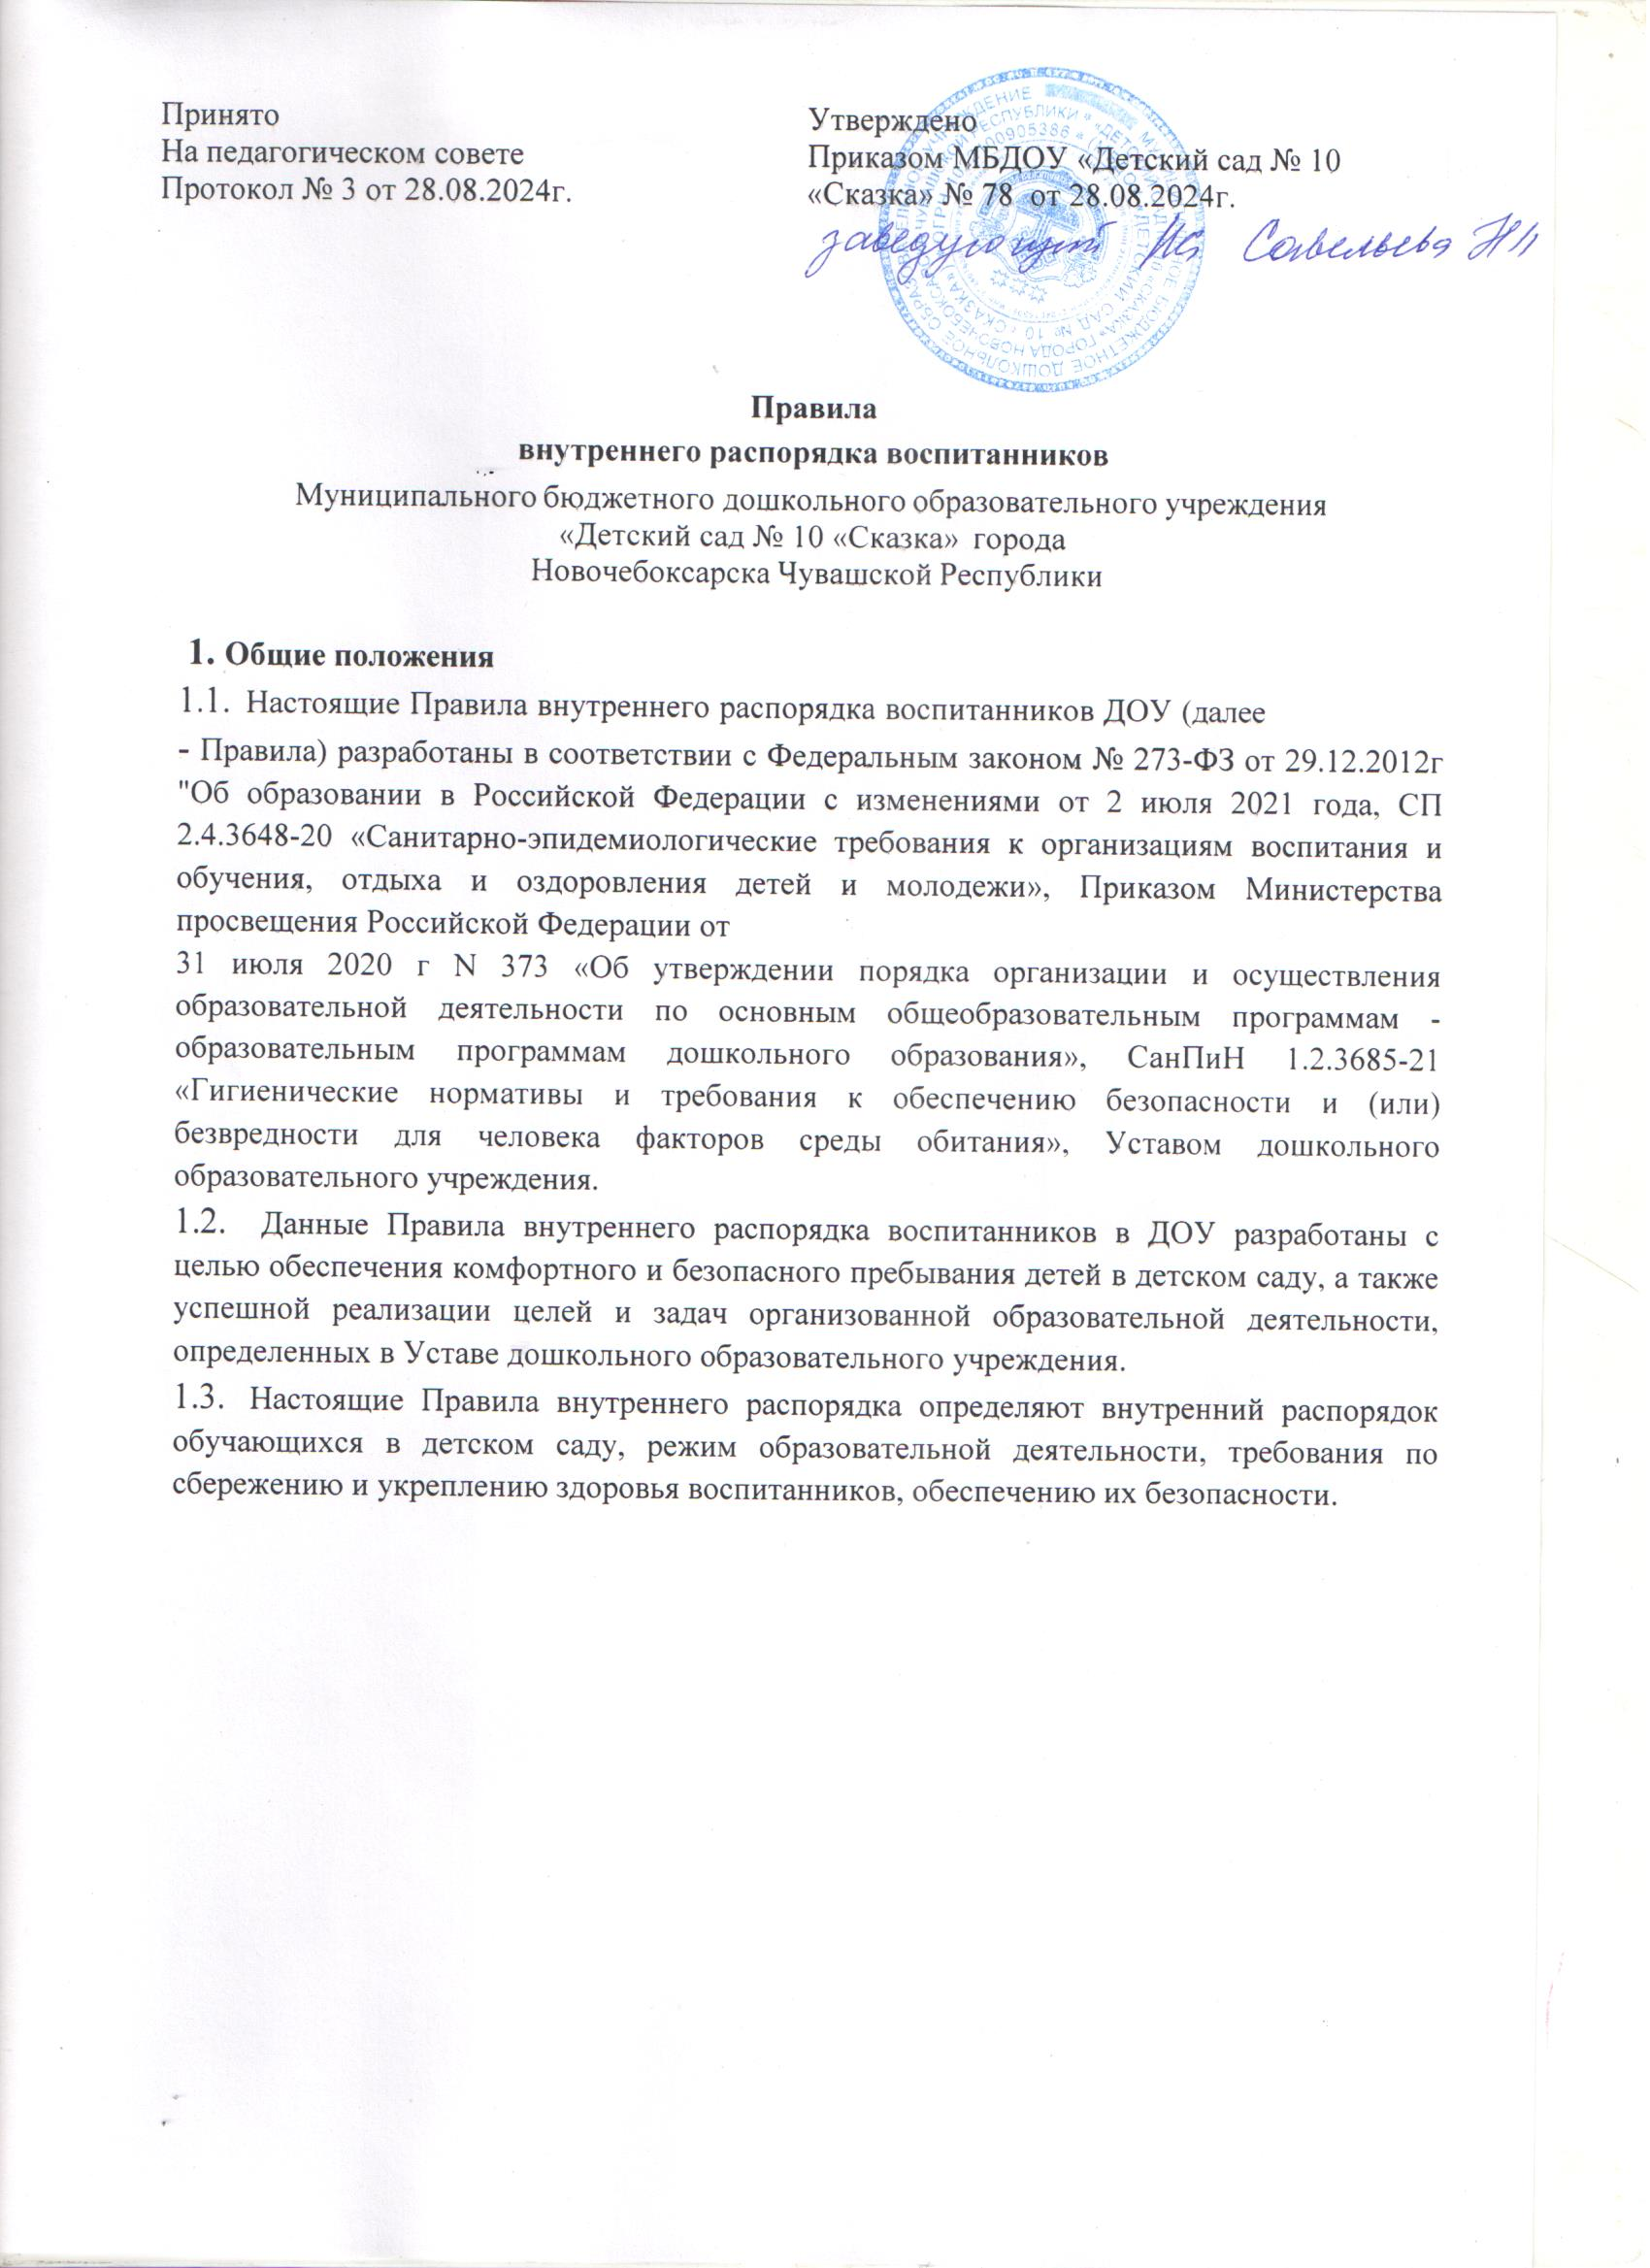 Принято
На педагогическом совете
Протокол № 3 от 28.08.2024г.
Утверждено
Приказом МБДОУ «Детский сад № 10
«Сказка» № 78 от 28.08.2024г.
заведующий Савельева Н П
Правила
внутреннего распорядка воспитанников
Муниципального бюджетного дошкольного образовательного учреждения
«Детский сад № 10 «Сказка» города
Новочебоксарска Чувашской Республики
1. Общие положения
1.1. Настоящие Правила внутреннего распорядка воспитанников ДОУ (далее
- Правила) разработаны в соответствии с Федеральным законом № 273-ФЗ от 29.12.2012г
"Об образовании в Российской Федерации с изменениями от 2 июля 2021 года, СП
2.4.3648-20 «Санитарно-эпидемиологические требования к организациям воспитания и
обучения, отдыха и оздоровления детей и молодежи», Приказом Министерства
просвещения Российской Федерации от
31 июля 2020 г N 373 «Об утверждении порядка организации и осуществления
образовательной деятельности по основным общеобразовательным программам -
образовательным программам дошкольного образования», СанПиН 1.2.3685-21
«Гигиенические нормативы и требования к обеспечению безопасности и (или)
безвредности для человека факторов среды обитания», Уставом дошкольного
образовательного учреждения.
1.2. Данные Правила внутреннего распорядка воспитанников в ДОУ разработаны с
целью обеспечения комфортного и безопасного пребывания детей в детском саду, а также
успешной реализации целей и задач организованной образовательной деятельности,
определенных в Уставе дошкольного образовательного учреждения.
1.3. Настоящие Правила внутреннего распорядка определяют внутренний распорядок
обучающихся в детском саду, режим образовательной деятельности, требования по
сбережению и укреплению здоровья воспитанников, обеспечению их безопасности.